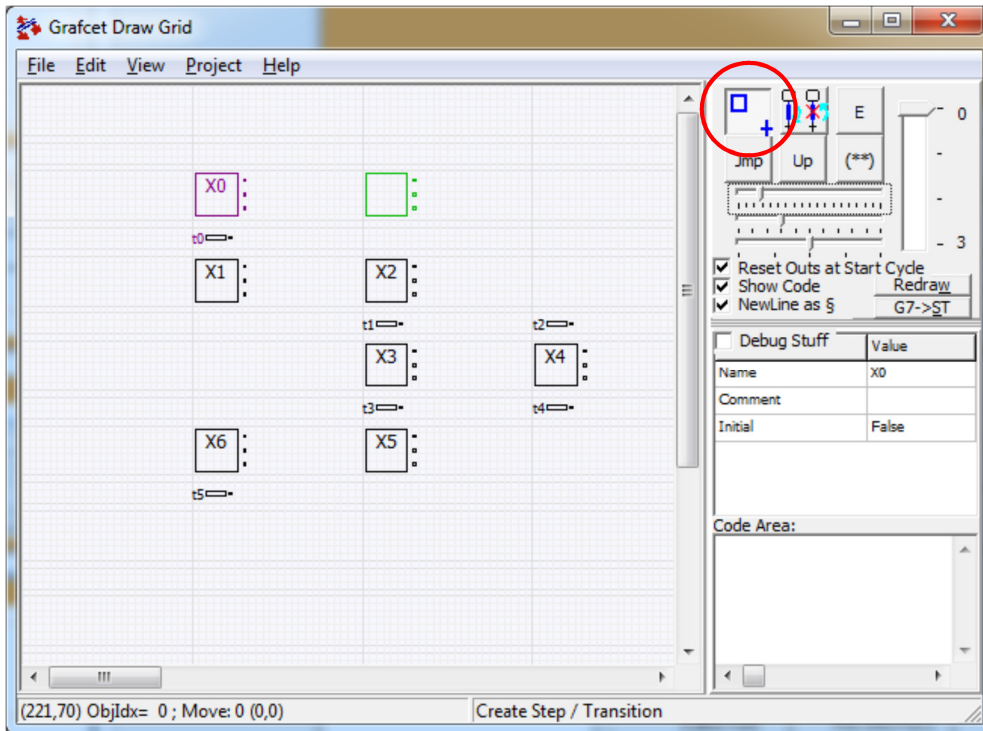 Grafcet Draw Grid
File Edit View Project Help
E
0
Jmp Up (**)
3
X0
t0
X1 X2
t1 t2
X3 X4
t3 t4
X6 X5
t5
Reset Outs at Start Cycle
Show Code Redraw
NewLine as § G7->ST
Debug Stuff Value
Name X0
Comment
Initial False
Code Area:
(221,70) ObjIdx= 0 ; Move: 0 (0,0) Create Step / Transition